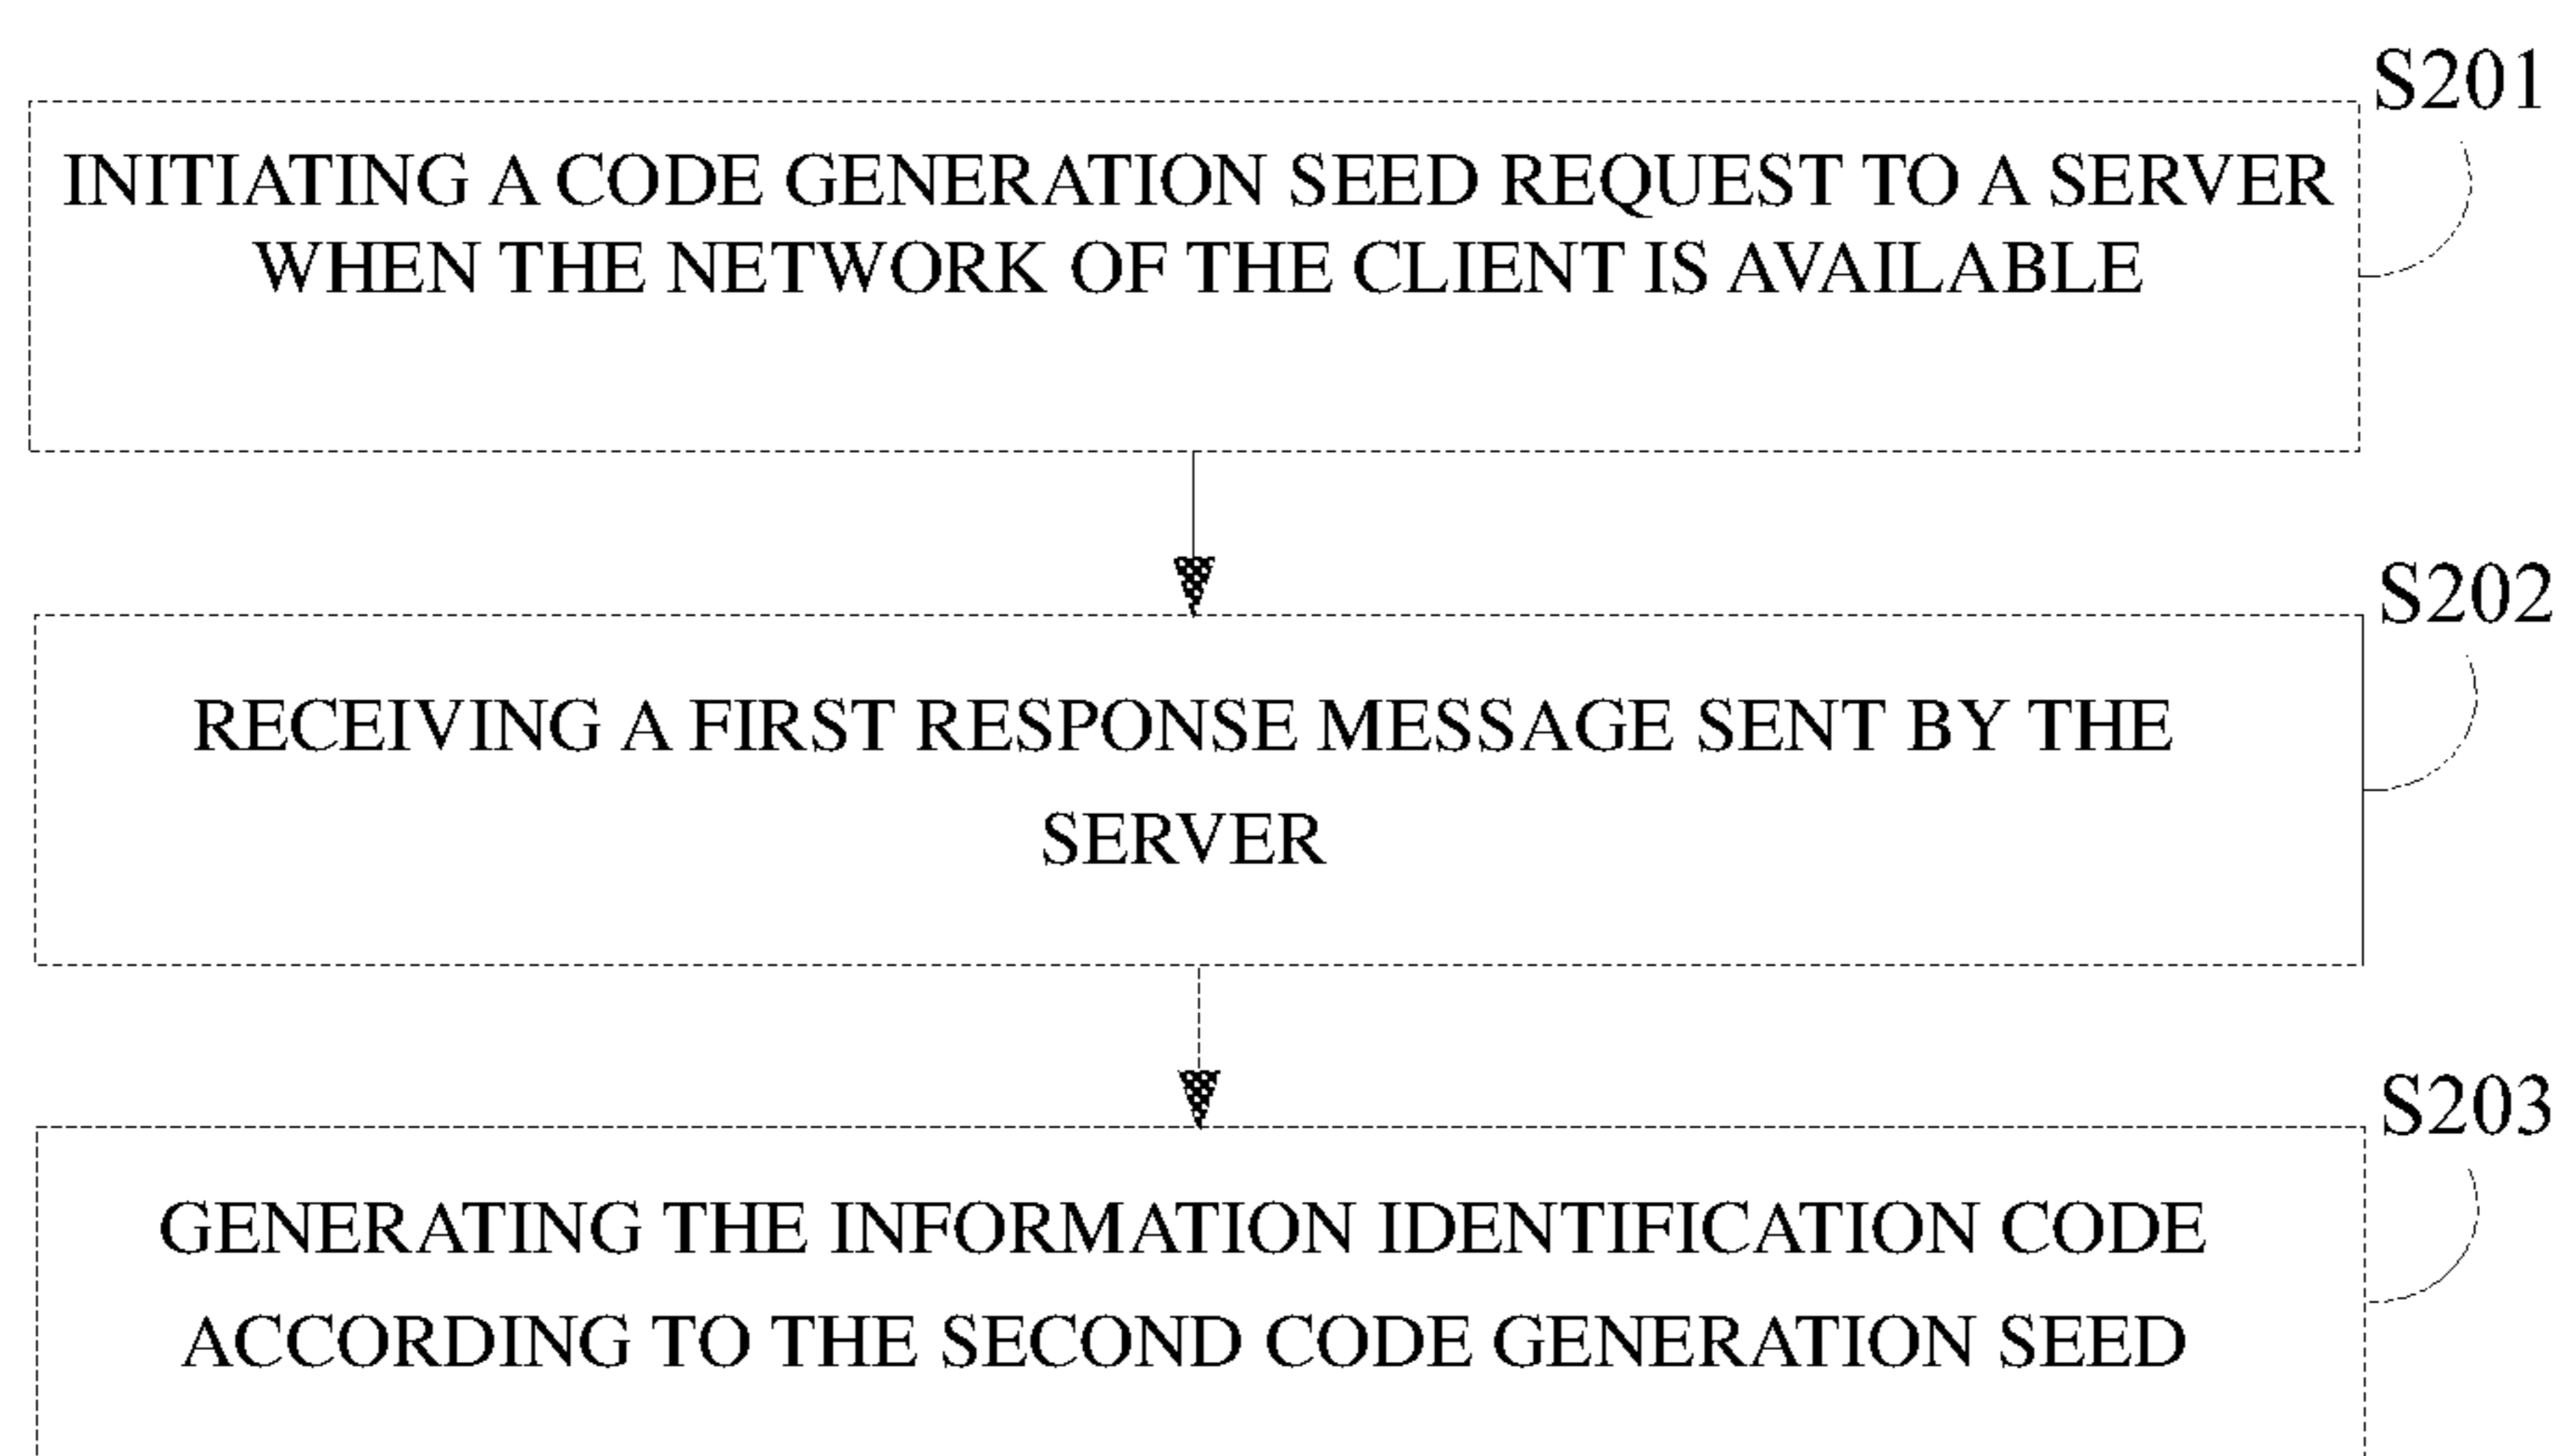 S201
INITIATING A CODE GENERATION SEED REQUEST TO A SERVER
WHEN THE NETWORK OF THE CLIENT IS AVAILABLE
S202
RECEIVING A FIRST RESPONSE MESSAGE SENT BY THE
SERVER
S203
GENERATING THE INFORMATION IDENTIFICATION CODE
ACCORDING TO THE SECOND CODE GENERATION SEED